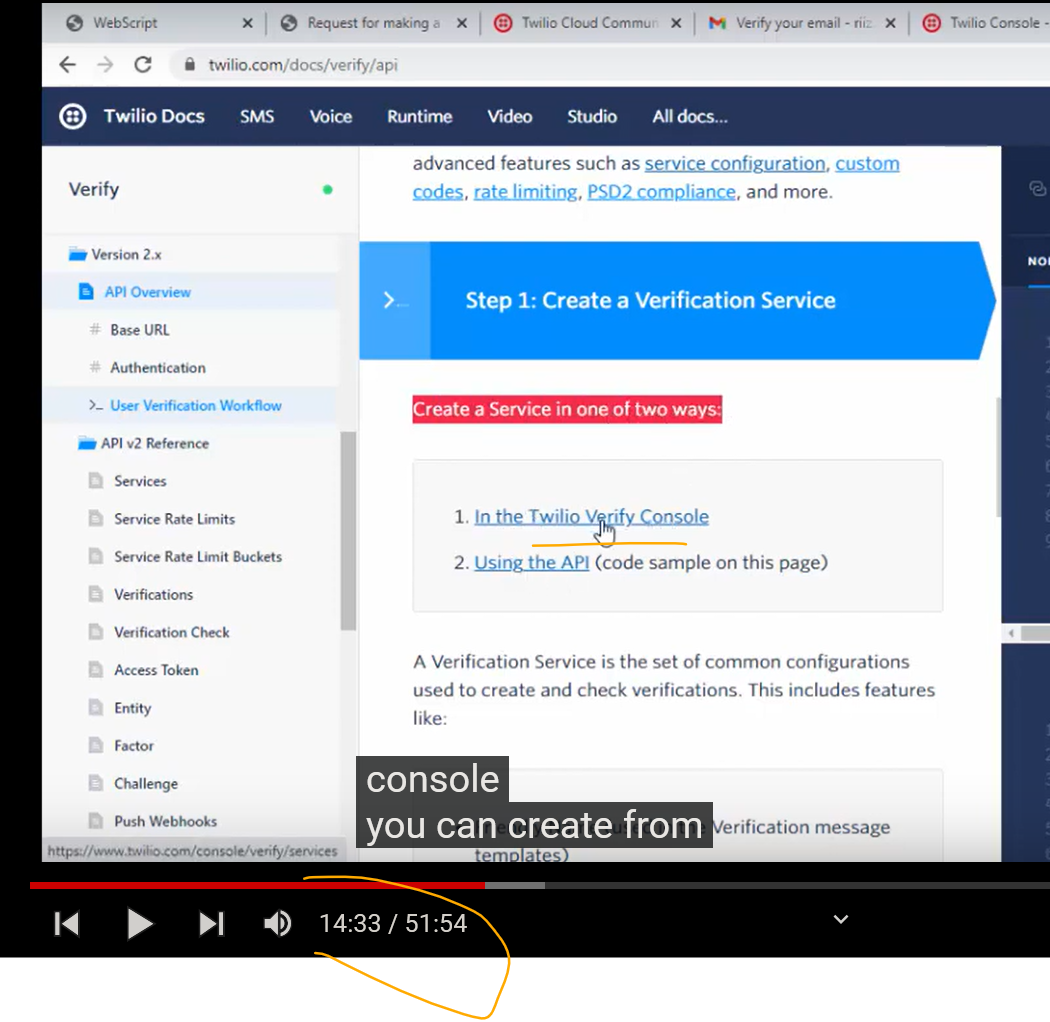 WebScript
Request for making a
Twilio Cloud Commun
Verify your email - riiz
Twilio Console -
twilio.com/docs/verify/api
Twilio Docs SMS Voice Runtime Video Studio All docs...
Verify
Version 2.x
API Overview
# Base URL
# Authentication
>_ User Verification Workflow
API v2 Reference
Services
Service Rate Limits
Service Rate Limit Buckets
Verifications
Verification Check
Access Token
Entity
Factor
Challenge
Push Webhooks
https://www.twilio.com/console/verify/services
advanced features such as service configuration, custom
codes, rate limiting, PSD2 compliance, and more.
Step 1: Create a Verification Service
Create a Service in one of two ways:
1. In the Twilio Verify Console
2. Using the API (code sample on this page)
A Verification Service is the set of common configurations
used to create and check verifications. This includes features
like:
Verification message
templates)
console
you can create from
14:33 / 51:54